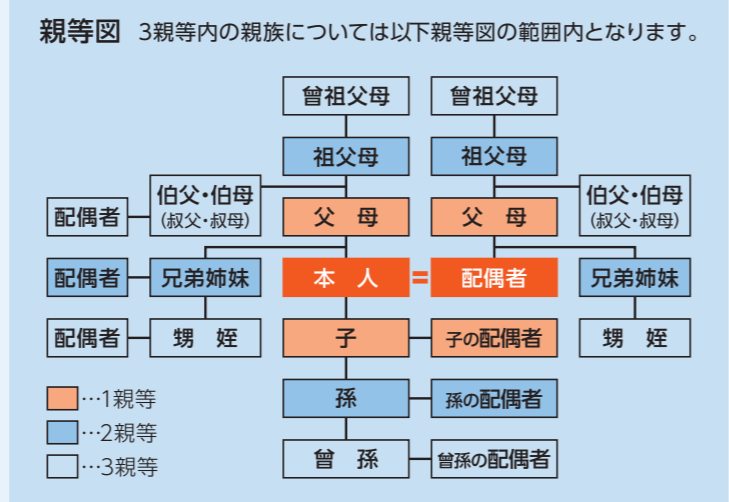 親等図 3親等内の親族については以下親等図の範囲内となります。
曾祖父母 曾祖父母
祖父母 祖父母
伯父・伯母 伯父・伯母
(叔父・叔母) (叔父・叔母)
配偶者 父 母 父 母
配偶者 兄弟姉妹 本 人 = 配偶者 兄弟姉妹
配偶者 甥 姪 子 子の配偶者 甥 姪
孫 孫の配偶者
曾 孫 曾孫の配偶者
…1親等
…2親等
…3親等